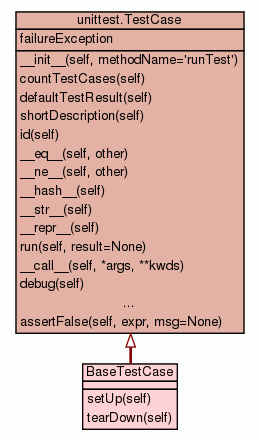 unittest.TestCase
failureException
__init__(self, methodName='runTest')
countTestCases(self)
defaultTestResult(self)
shortDescription(self)
id(self)
__eq__(self, other)
__ne__(self, other)
__hash__(self)
__str__(self)
__repr__(self)
run(self, result=None)
__call__(self, *args, **kwds)
debug(self)
...
assertFalse(self, expr, msg=None)
BaseTestCase
setUp(self)
tearDown(self)